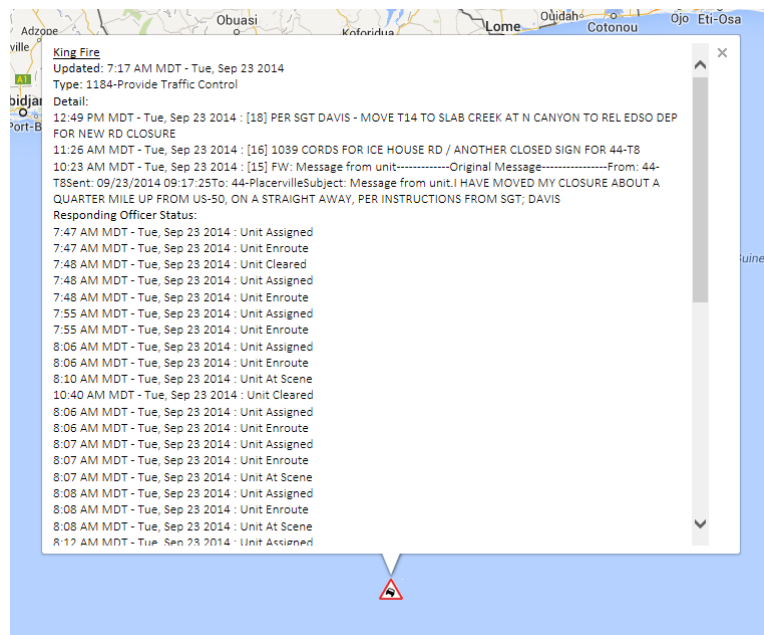 Obuasi
Ouidah
Ojo Eti-Osa
Adzope
Koforidua
Lome
Cotonou
ville
King Fire
Updated: 7:17 AM MDT - Tue, Sep 23 2014
Type: 1184-Provide Traffic Control
A1
Detail:
bidjan
12:49 PM MDT - Tue, Sep 23 2014 : [18] PER SGT DAVIS - MOVE T14 TO SLAB CREEK AT N CANYON TO REL EDSO DEP
Port-B
FOR NEW RD CLOSURE
11:26 AM MDT - Tue, Sep 23 2014 : [16] 1039 CORDS FOR ICE HOUSE RD / ANOTHER CLOSED SIGN FOR 44-T8
10:23 AM MDT - Tue, Sep 23 2014 : [15] FW: Message from unit-------------Original Message----------------From: 44-
T8Sent: 09/23/2014 09:17:25To: 44-PlacervilleSubject: Message from unit.I HAVE MOVED MY CLOSURE ABOUT A
QUARTER MILE UP FROM US-50, ON A STRAIGHT AWAY, PER INSTRUCTIONS FROM SGT; DAVIS
Responding Officer Status:
7:47 AM MDT - Tue, Sep 23 2014 : Unit Assigned
7:47 AM MDT - Tue, Sep 23 2014 : Unit Enroute
7:48 AM MDT - Tue, Sep 23 2014 : Unit Cleared
uine
7:48 AM MDT - Tue, Sep 23 2014 : Unit Assigned
7:48 AM MDT - Tue, Sep 23 2014 : Unit Enroute
7:55 AM MDT - Tue, Sep 23 2014 : Unit Assigned
7:55 AM MDT - Tue, Sep 23 2014 : Unit Enroute
8:06 AM MDT - Tue, Sep 23 2014 : Unit Assigned
8:06 AM MDT - Tue, Sep 23 2014 : Unit Enroute
8:10 AM MDT - Tue, Sep 23 2014 : Unit At Scene
10:40 AM MDT - Tue, Sep 23 2014 : Unit Cleared
8:06 AM MDT - Tue, Sep 23 2014 : Unit Assigned
8:06 AM MDT - Tue, Sep 23 2014 : Unit Enroute
8:07 AM MDT - Tue, Sep 23 2014 : Unit Assigned
8:07 AM MDT - Tue, Sep 23 2014 : Unit Enroute
8:07 AM MDT - Tue, Sep 23 2014 : Unit At Scene
8:08 AM MDT - Tue, Sep 23 2014 : Unit Assigned
8:08 AM MDT - Tue, Sep 23 2014 : Unit Enroute
8:08 AM MDT - Tue, Sep 23 2014 : Unit At Scene
8:12 AM MDT - Tue, Sep 23 2014 : Unit Assigned